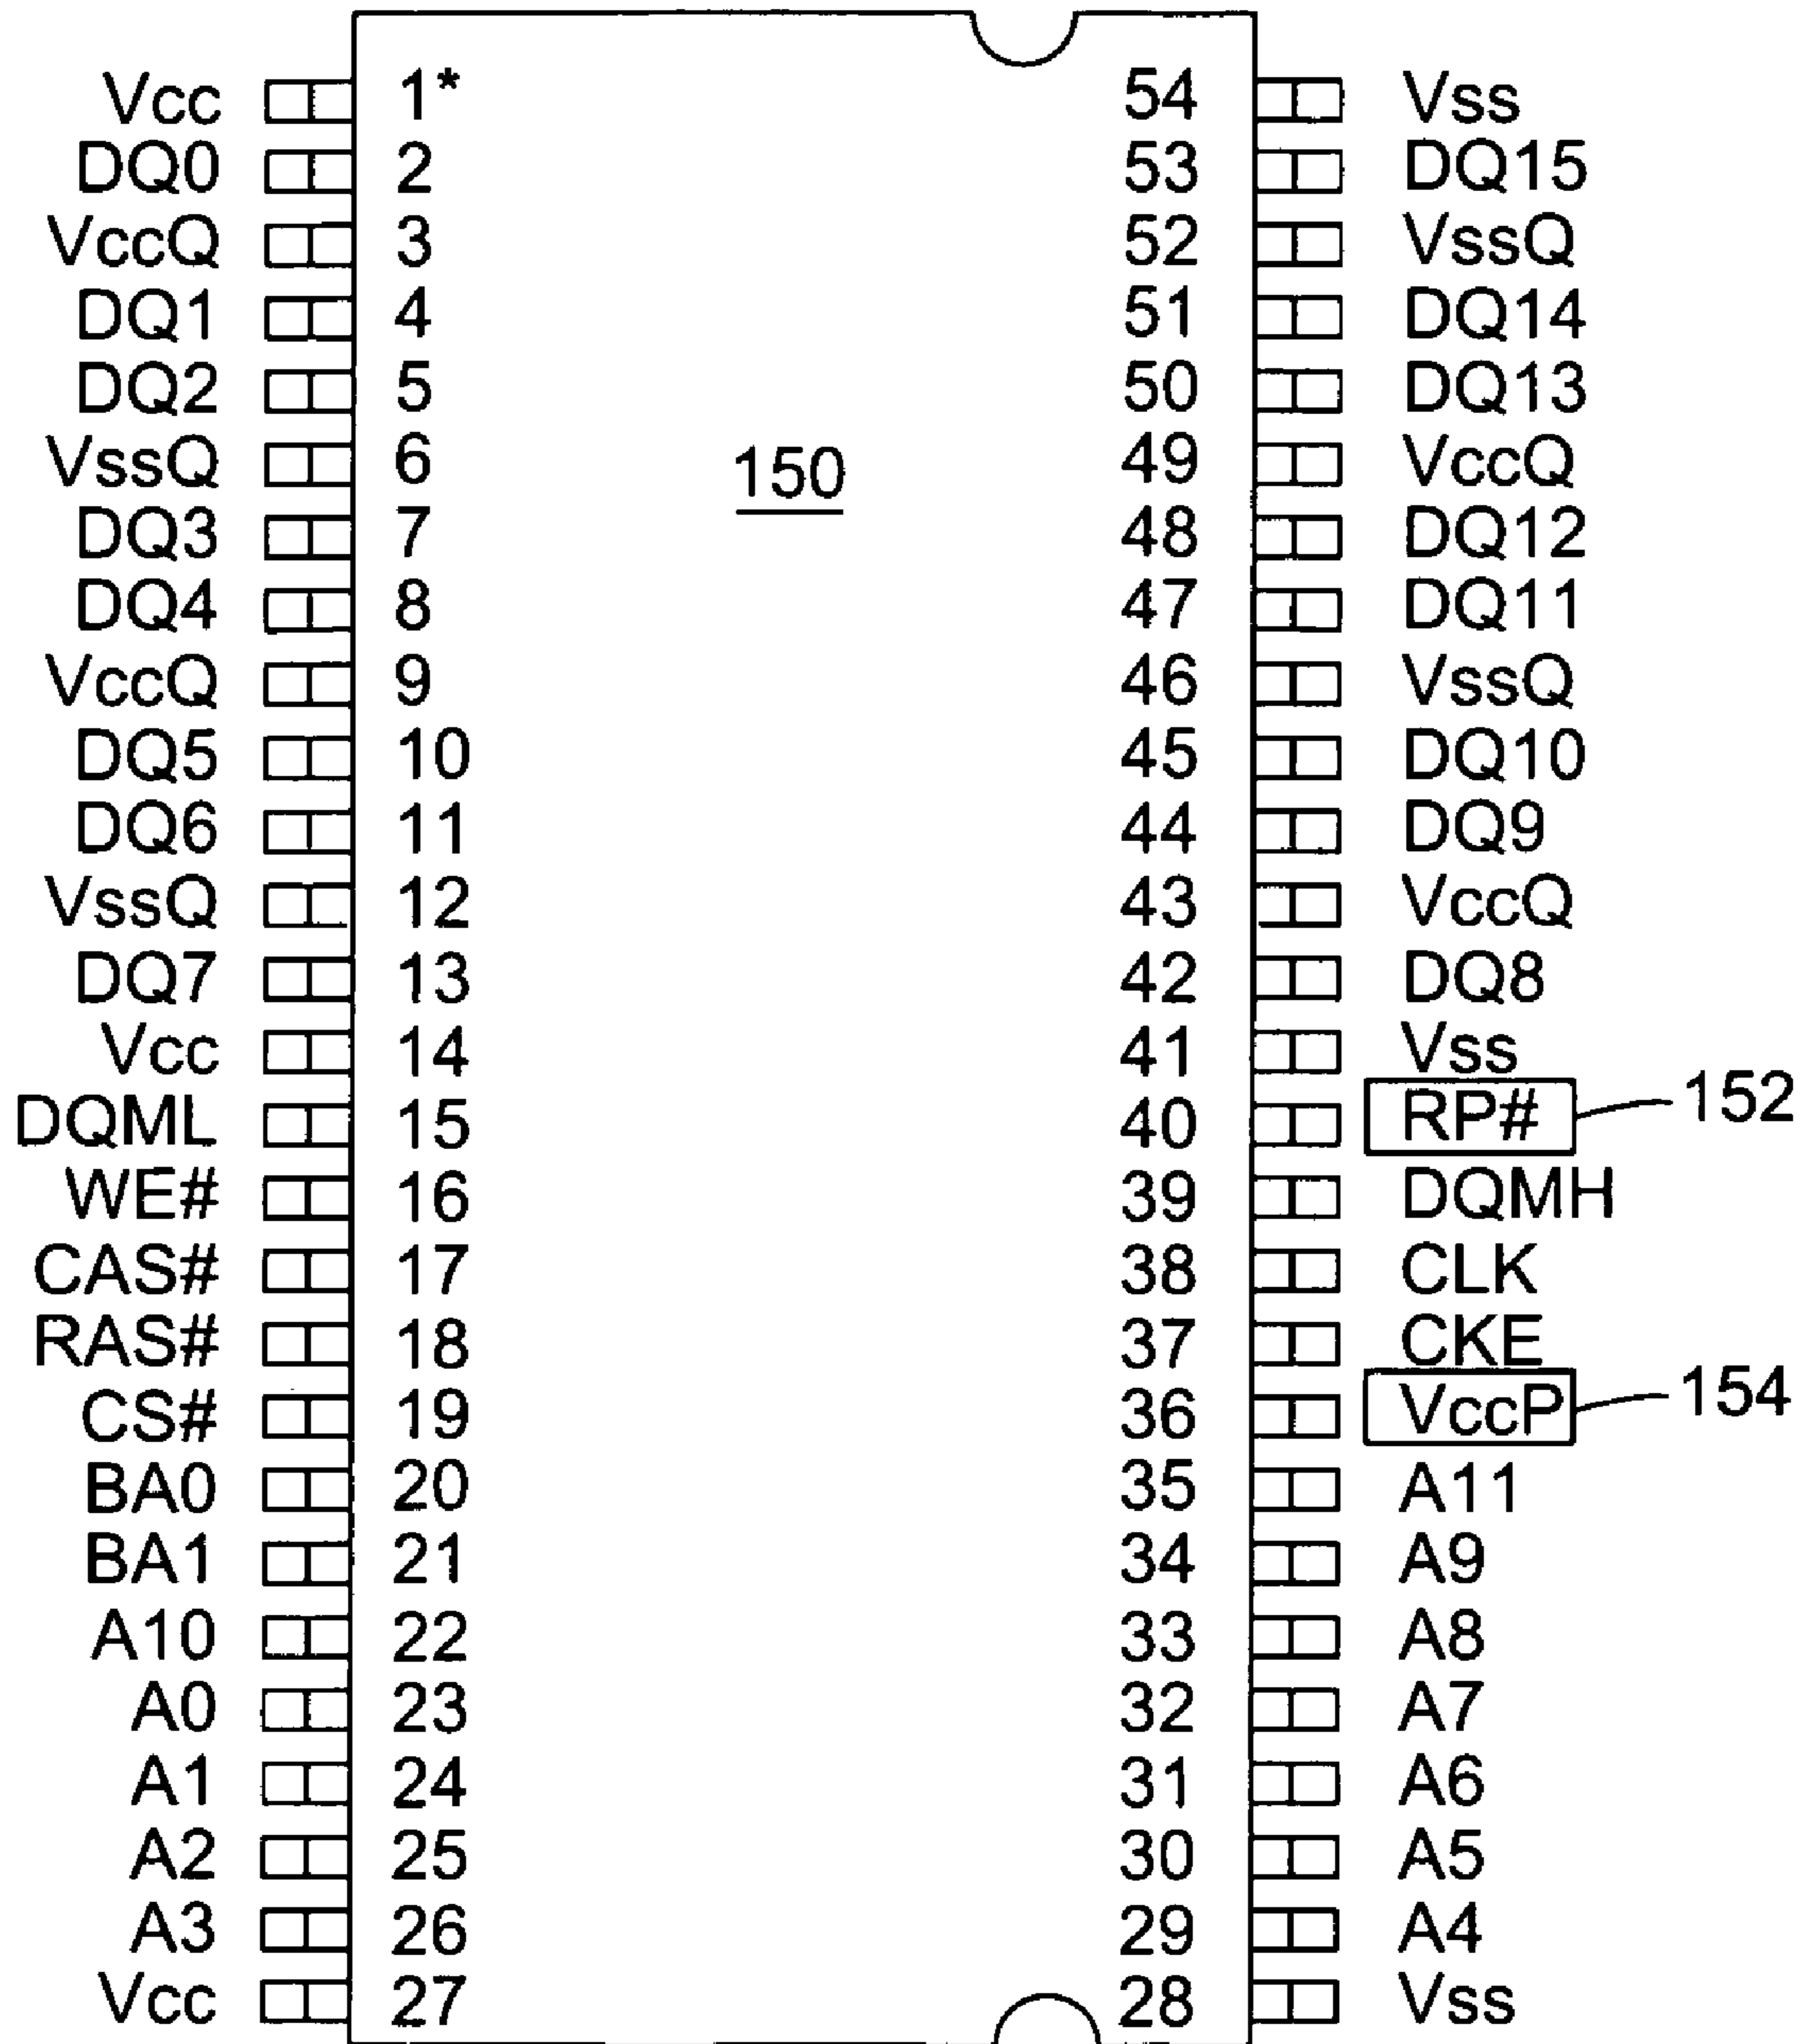 Vcc 1* 54 Vss
DQ0 2 53 DQ15
VccQ 3 52 VssQ
DQ1 4 51 DQ14
DQ2 5 50 DQ13
VssQ 6 49 VccQ
150
DQ3 7 48 DQ12
DQ4 8 47 DQ11
VccQ 9 46 VssQ
DQ5 10 45 DQ10
DQ6 11 44 DQ9
VssQ 12 43 VccQ
DQ7 13 42 DQ8
Vcc 14 41 Vss
DQML 15 40 RP# 152
WE# 16 39 DQMH
CAS# 17 38 CLK
RAS# 18 37 CKE
CS# 19 36 VccP 154
BA0 20 35 A11
BA1 21 34 A9
A10 22 33 A8
A0 23 32 A7
A1 24 31 A6
A2 25 30 A5
A3 26 29 A4
Vcc 27 28 Vss